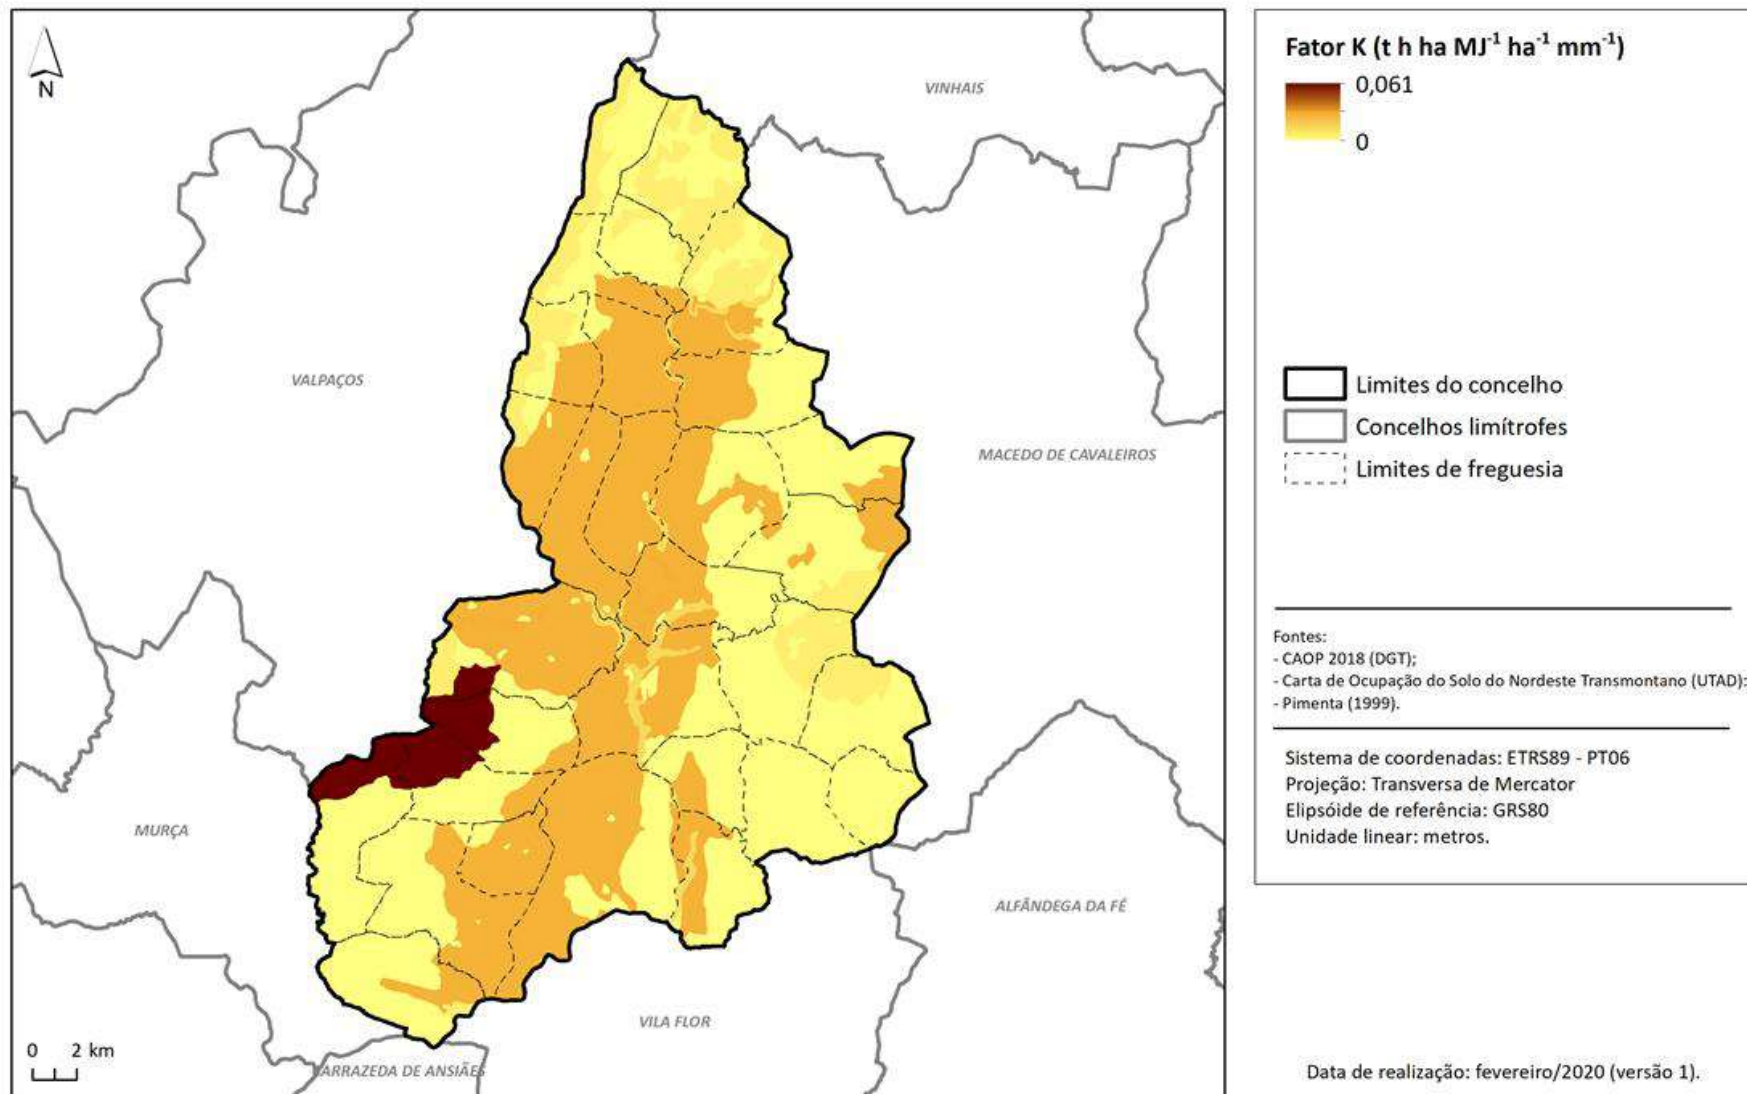 N
VINHAIS
VALPAÇOS
MACEDO DE CAVALEIROS
MURÇA
ALFÂNDEGA DA FÉ
VILA FLOR
ARRAZEDA DE ANSIÃES
0 2 km
Fator K (t h ha MJ⁻¹ ha⁻¹ mm⁻¹)
0,061
0
Limites do concelho
Concelhos limítrofes
Limites de freguesia
Fontes:
- CAOP 2018 (DGT);
- Carta de Ocupação do Solo do Nordeste Transmontano (UTAD):
- Pimenta (1999).
Sistema de coordenadas: ETRS89 - PT06
Projeção: Transversa de Mercator
Elipsóide de referência: GRS80
Unidade linear: metros.
Data de realização: fevereiro/2020 (versão 1).